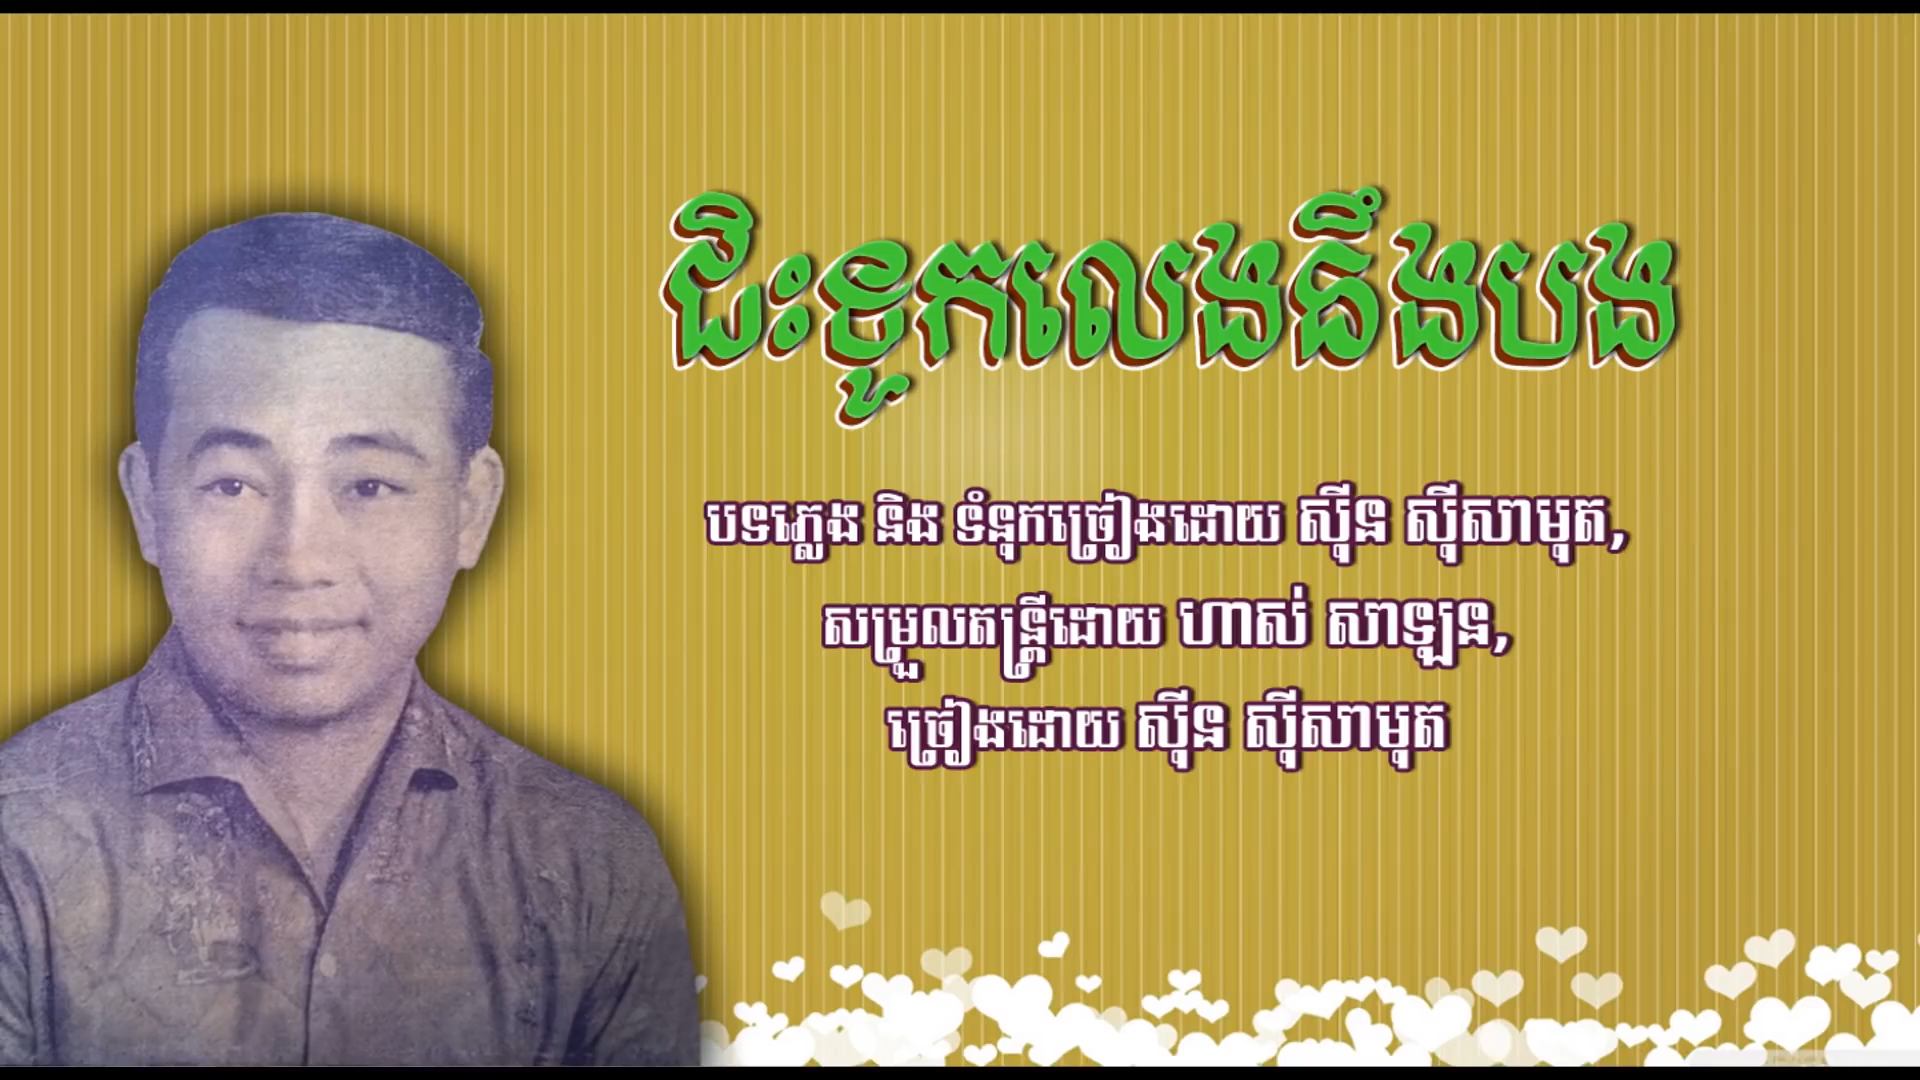 ជិះទូកលេងនឹងបង
បទភ្លេង និង ទំនុកច្រៀងដោយ ស៊ីន ស៊ីសាមុត,
សម្រួលតន្ត្រីដោយ ហាស់ សាឡន,
ច្រៀងដោយ ស៊ីន ស៊ីសាមុត